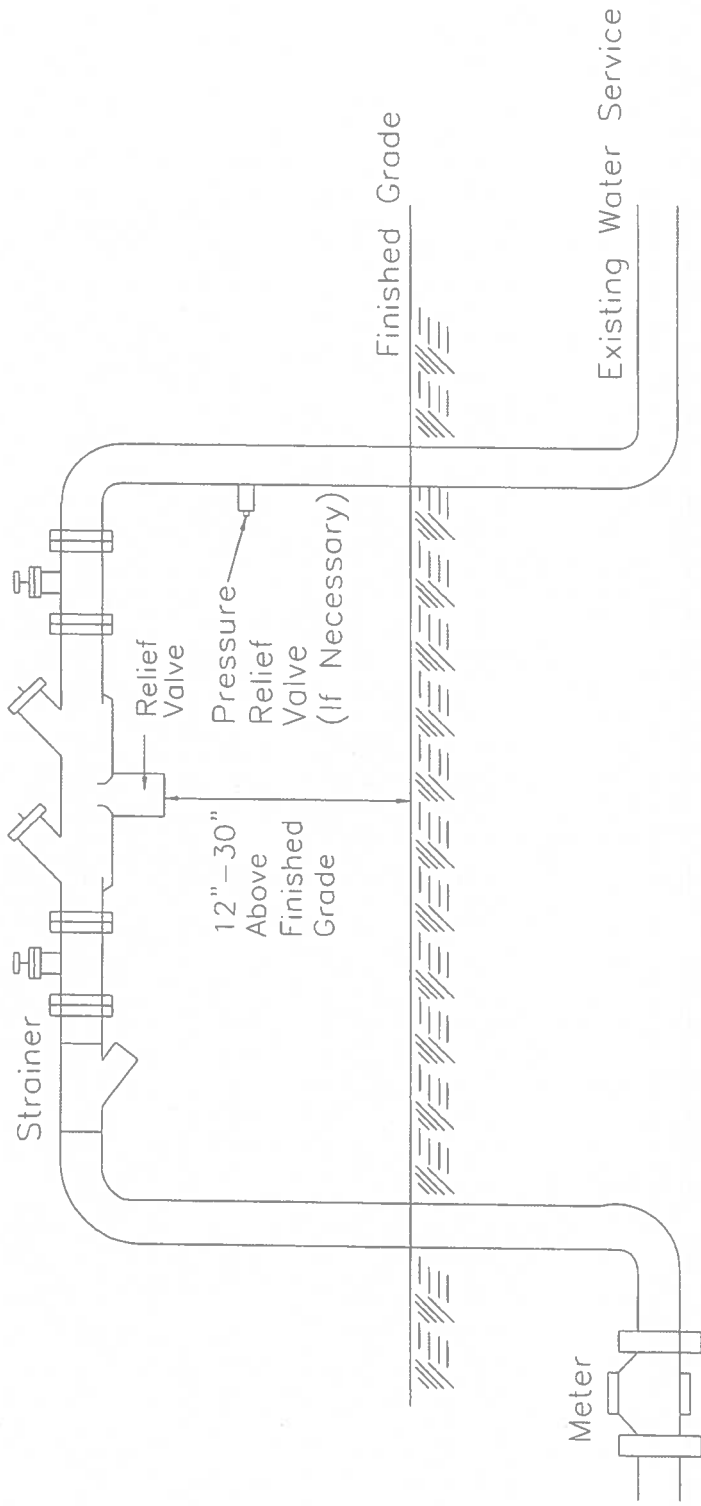 Strainer
Relief
Valve
Pressure
Relief
Valve
(If Necessary)
12"-30"
Above
Finished
Grade
Finished Grade
Meter
Existing Water Service